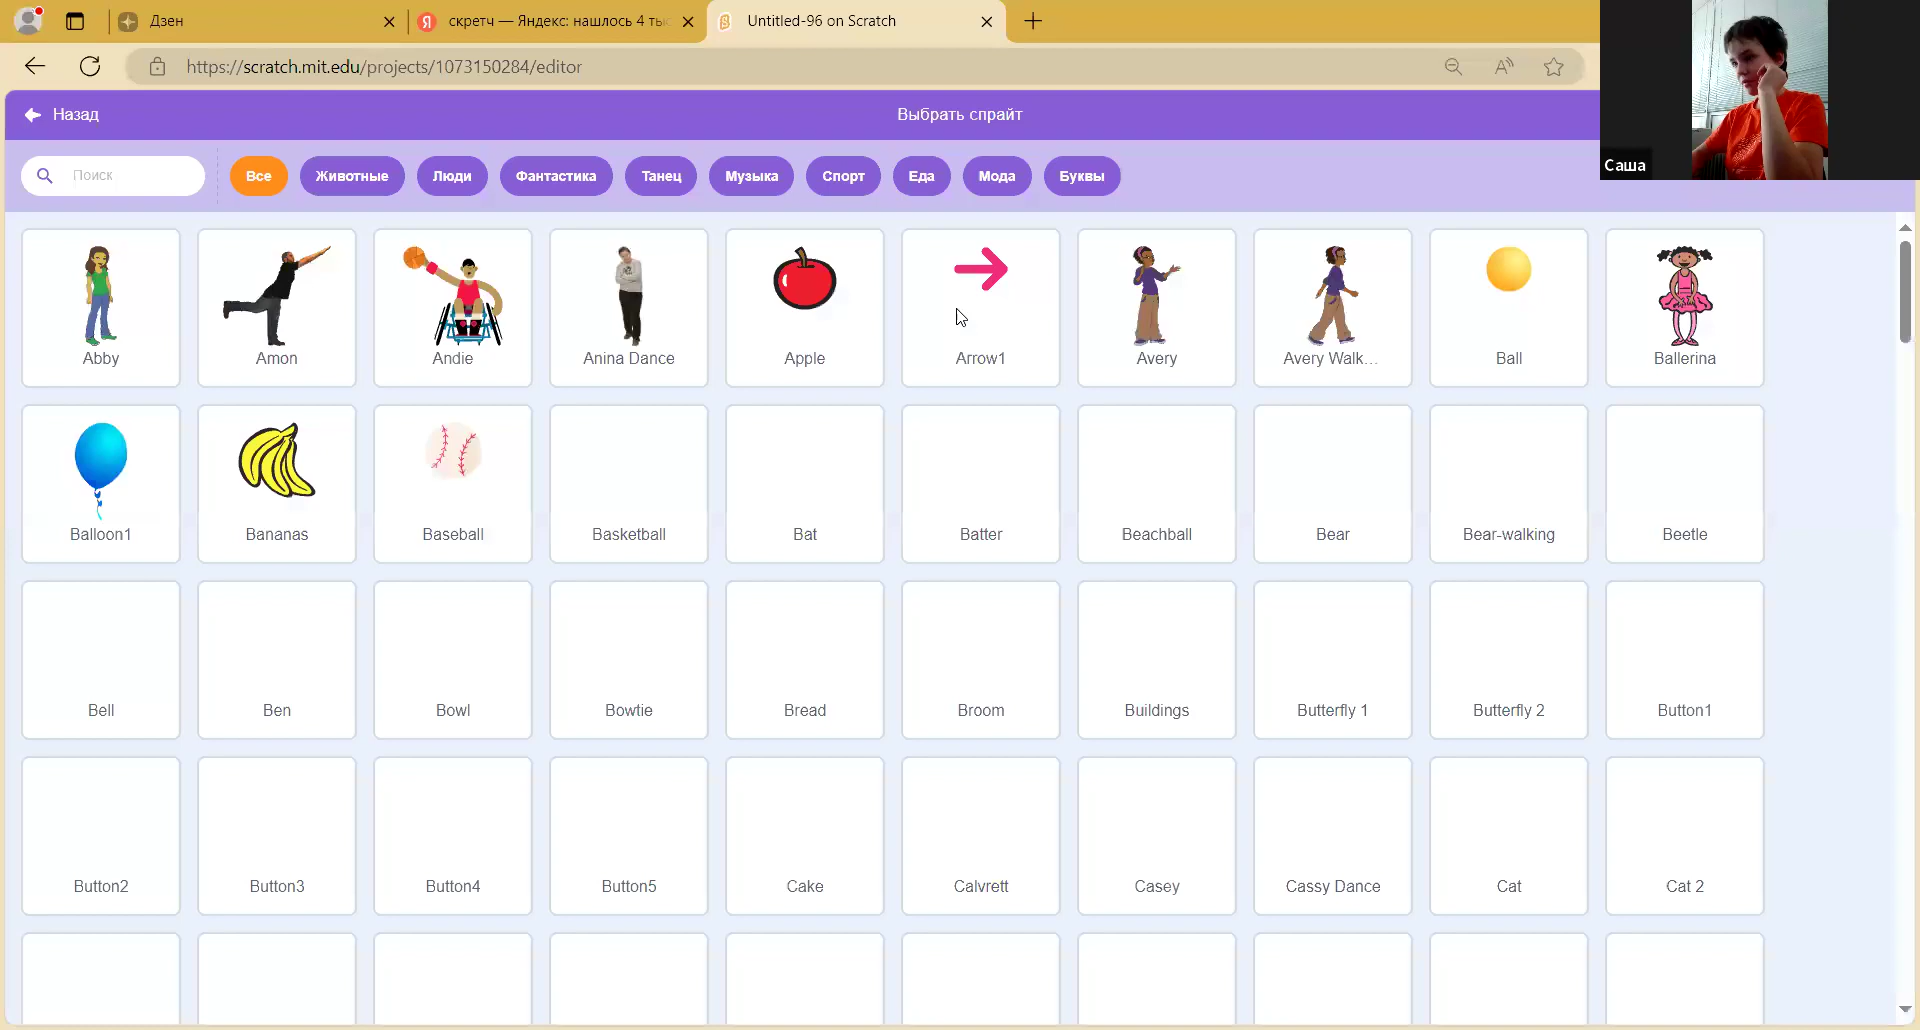 Дзен
скретч — Яндекс: нашлось 4 тыс
Untitled-96 on Scratch
https://scratch.mit.edu/projects/1073150284/editor
Назад
Выбрать спрайт
Саша
Поиск
Все
Животные
Люди
Фантастика
Танец
Музыка
Спорт
Еда
Мода
Буквы
Abby
Amon
Andie
Anina Dance
Apple
Arrow1
Avery
Avery Walk...
Ball
Ballerina
Balloon1
Bananas
Baseball
Basketball
Bat
Batter
Beachball
Bear
Bear-walking
Beetle
Bell
Ben
Bowl
Bowtie
Bread
Broom
Buildings
Butterfly 1
Butterfly 2
Button1
Button2
Button3
Button4
Button5
Cake
Calvrett
Casey
Cassy Dance
Cat
Cat 2